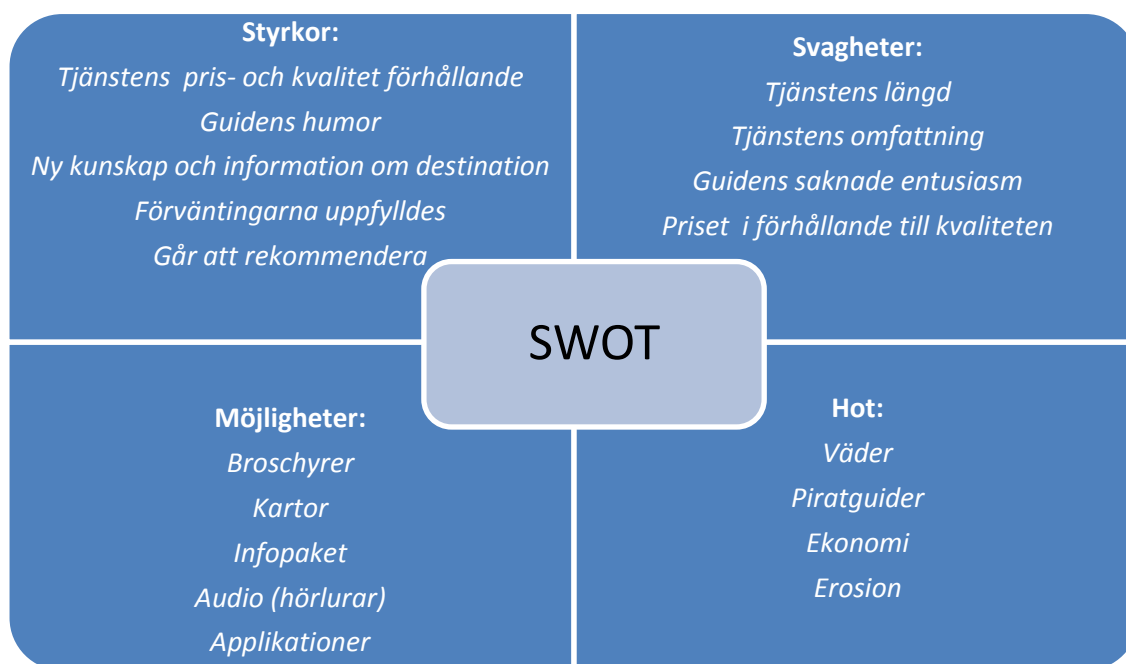 Styrkor:
Tjänstens pris- och kvalitet förhållande
Guidens humor
Ny kunskap och information om destination
Förväntingarna uppfylldes
Går att rekommendera
Svagheter:
Tjänstens längd
Tjänstens omfattning
Guidens saknade entusiasm
Priset i förhållande till kvaliteten
SWOT
Möjligheter:
Broschyrer
Kartor
Infopaket
Audio (hörlurar)
Applikationer
Hot:
Väder
Piratguider
Ekonomi
Erosion